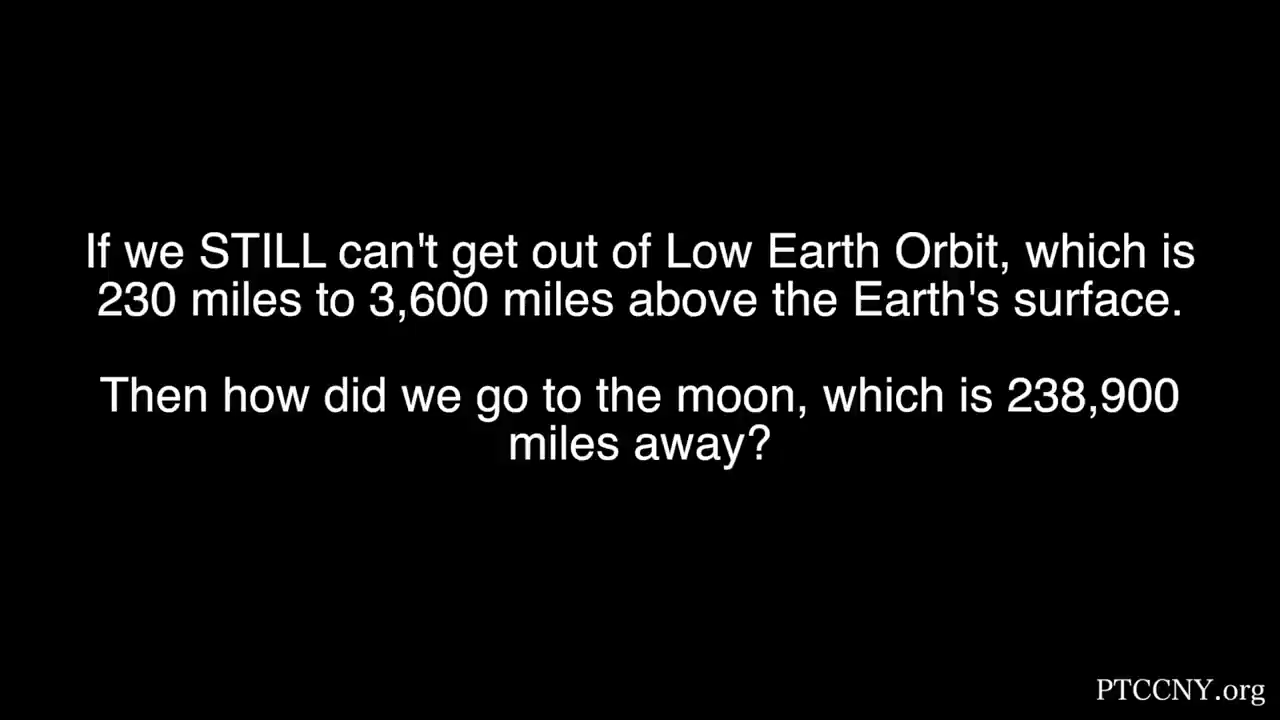 If we STILL can't get out of Low Earth Orbit, which is
230 miles to 3,600 miles above the Earth's surface.
Then how did we go to the moon, which is 238,900
miles away?
PTCCNY.org